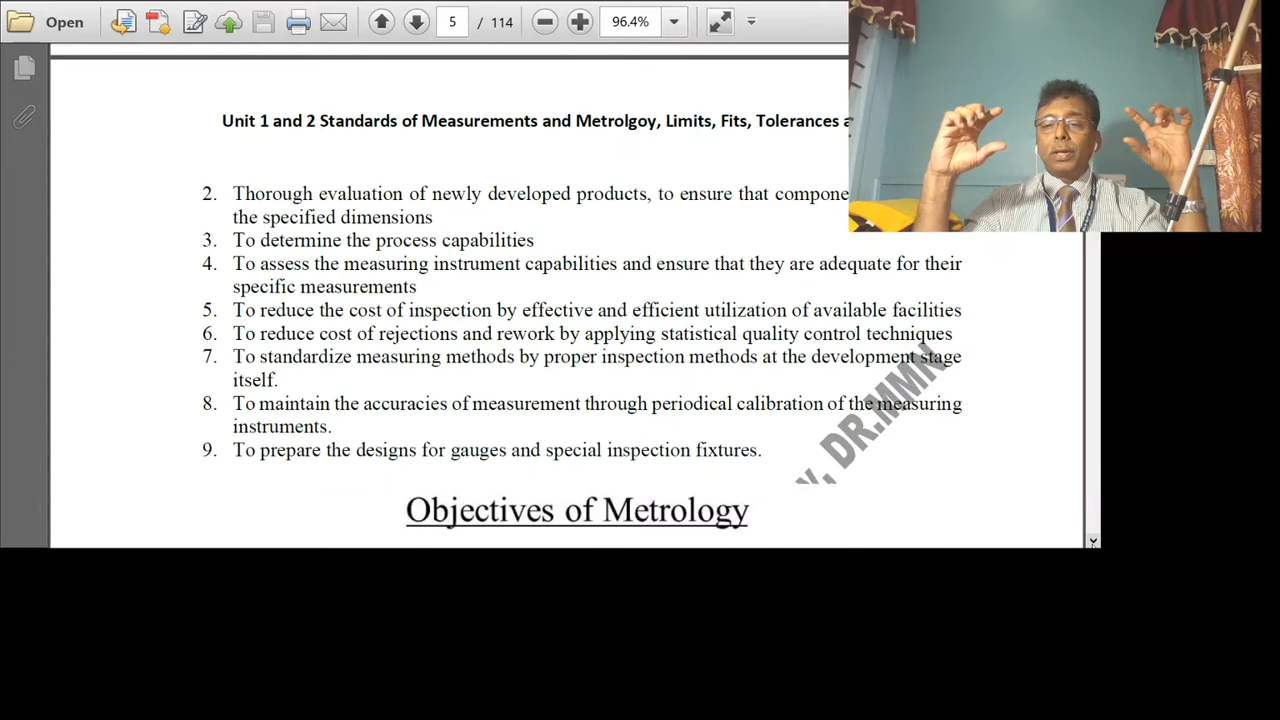 Open
5 / 114
96.4%
Unit 1 and 2 Standards of Measurements and Metrolgoy, Limits, Fits, Tolerances
2. Thorough evaluation of newly developed products, to ensure that
the specified dimensions
3. To determine the process capabilities
4. To assess the measuring instrument capabilities and ensure that they are adequate for their
specific measurements
5. To reduce the cost of inspection by effective and efficient utilization of available facilities
6. To reduce cost of rejections and rework by applying statistical quality control techniques
7. To standardize measuring methods by proper inspection methods at the development stage
itself.
8. To maintain the accuracies of measurement through periodical calibration of the measuring
instruments.
9. To prepare the designs for gauges and special inspection fixtures.
DR.MMN
Objectives of Metrology